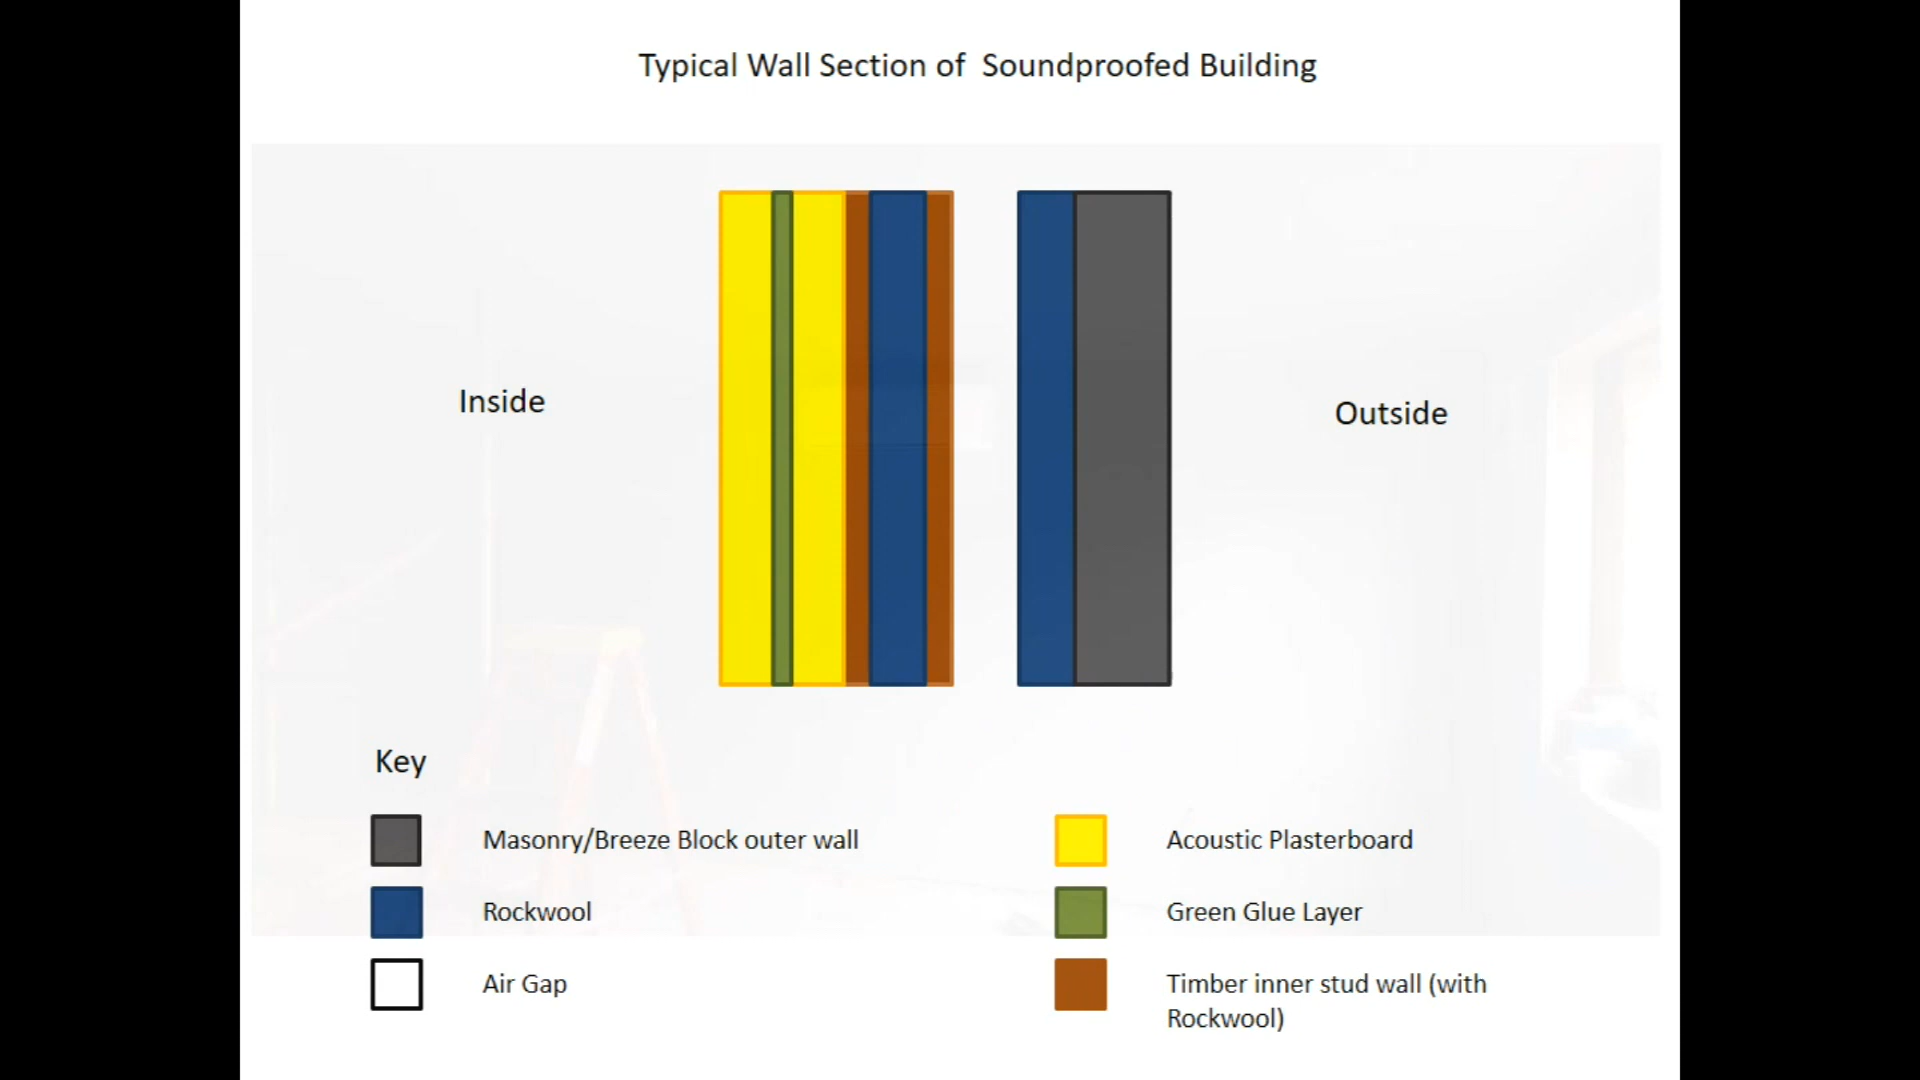 Typical Wall Section of  Soundproofed Building
Inside
Outside
Key
Masonry/Breeze Block outer wall
Acoustic Plasterboard
Rockwool
Green Glue Layer
Air Gap
Timber inner stud wall (with
Rockwool)